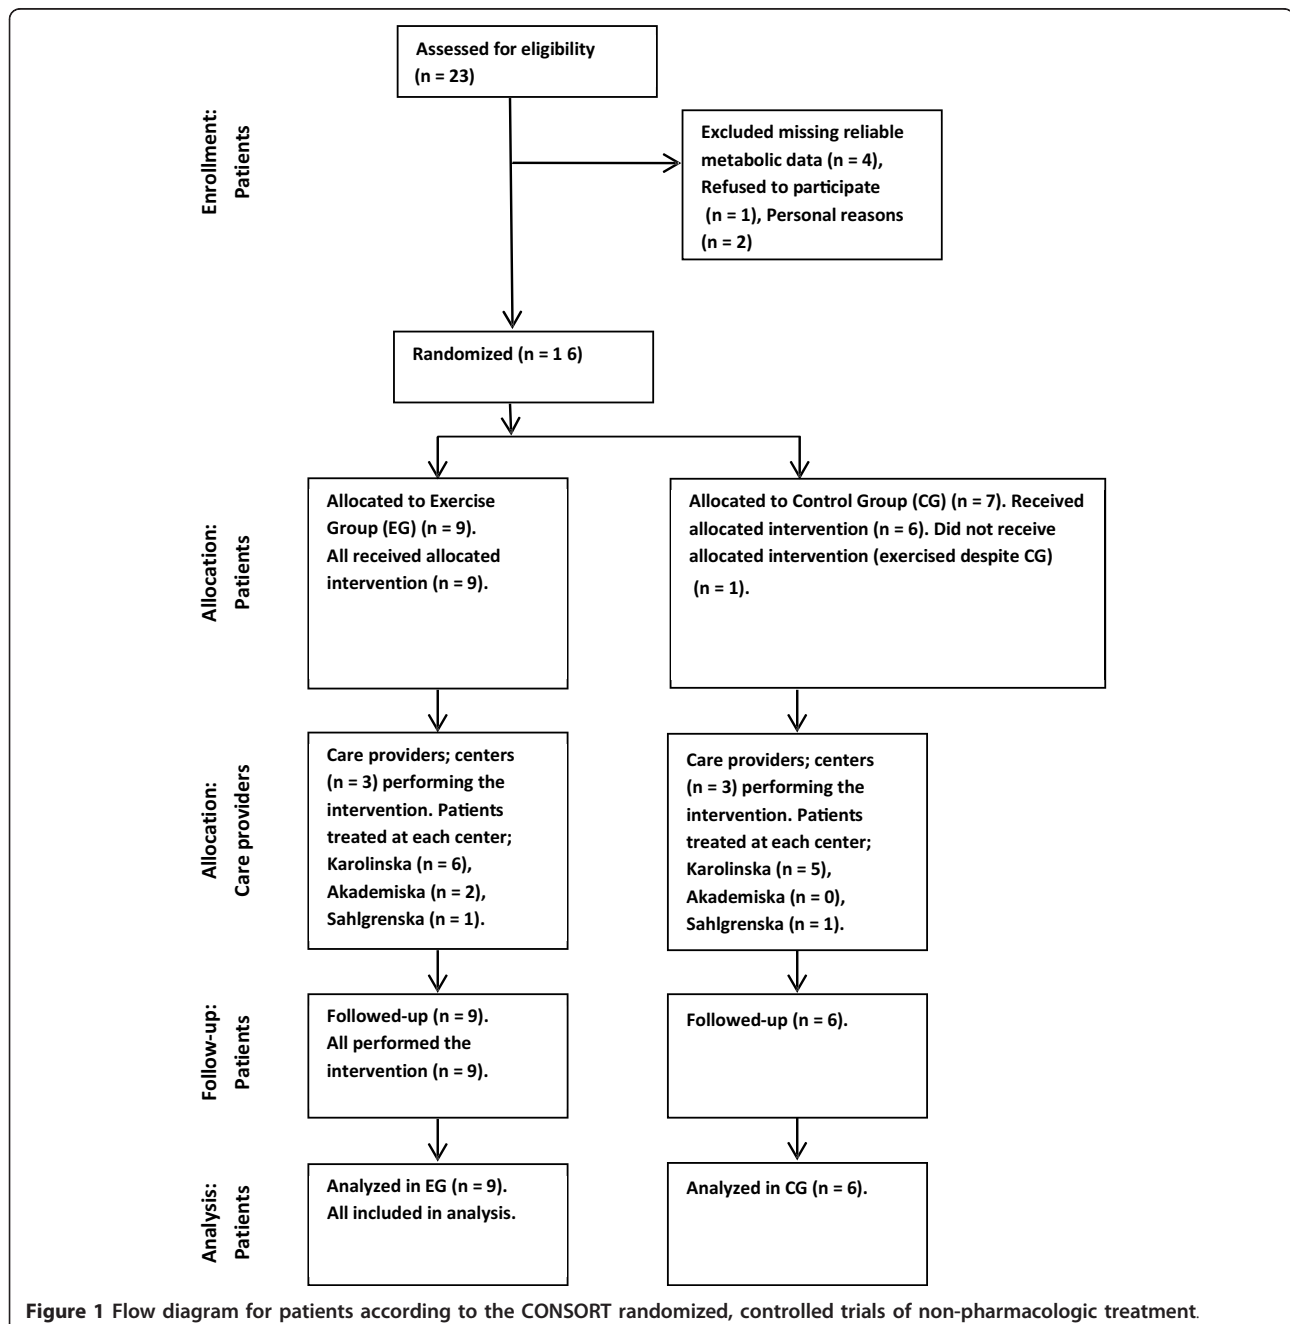 Assessed for eligibility
(n = 23)
Enrollment:
Patients
Excluded missing reliable
metabolic data (n = 4),
Refused to participate
(n = 1), Personal reasons
(n = 2)
Randomized (n = 1 6)
Allocation:
Patients
Allocated to Exercise
Group (EG) (n = 9).
All received allocated
intervention (n = 9).
Allocated to Control Group (CG) (n = 7). Received
allocated intervention (n = 6). Did not receive
allocated intervention (exercised despite CG)
(n = 1).
Allocation:
Care providers
Care providers; centers
(n = 3) performing the
intervention. Patients
treated at each center;
Karolinska (n = 6),
Akademiska (n = 2),
Sahlgrenska (n = 1).
Care providers; centers
(n = 3) performing the
intervention. Patients
treated at each center;
Karolinska (n = 5),
Akademiska (n = 0),
Sahlgrenska (n = 1).
Follow-up:
Patients
Followed-up (n = 9).
All performed the
intervention (n = 9).
Followed-up (n = 6).
Analysis:
Patients
Analyzed in EG (n = 9).
All included in analysis.
Analyzed in CG (n = 6).
Figure 1 Flow diagram for patients according to the CONSORT randomized, controlled trials of non-pharmacologic treatment.